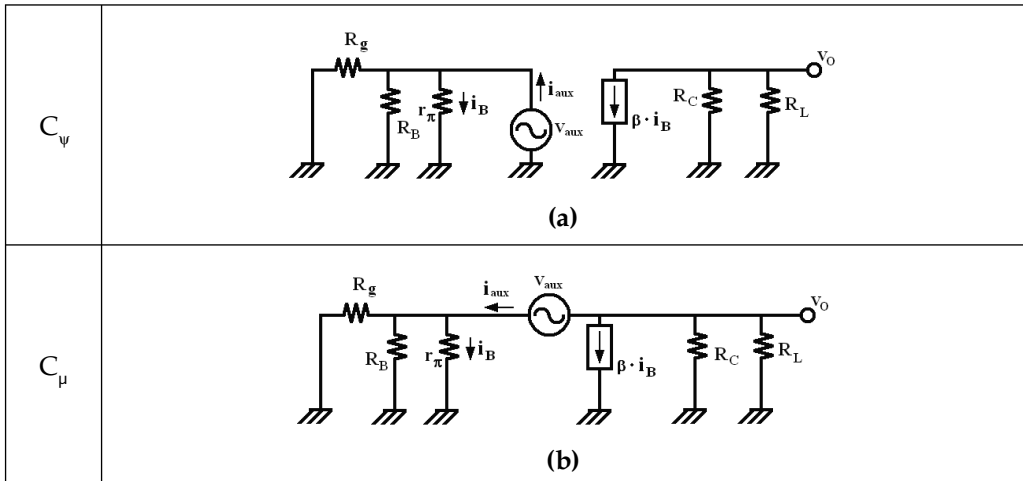 C_ψ
R_g
R_B
r_π
i_B
i_aux
v_aux
β · i_B
R_C
R_L
v_O
(a)
C_μ
R_g
R_B
r_π
i_B
i_aux
v_aux
β · i_B
R_C
R_L
v_O
(b)